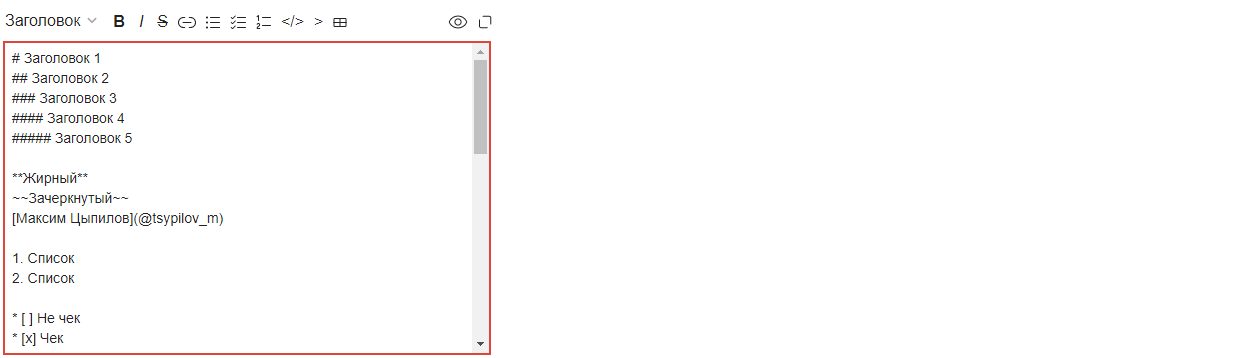 Заголовок B I S </> >
# Заголовок 1
## Заголовок 2
### Заголовок 3
#### Заголовок 4
##### Заголовок 5
**Жирный**
~~Зачеркнутый~~
[Максим Цыпилов](@tsypilov_m)
1. Список
2. Список
* [ ] Не чек
* [x] Чек